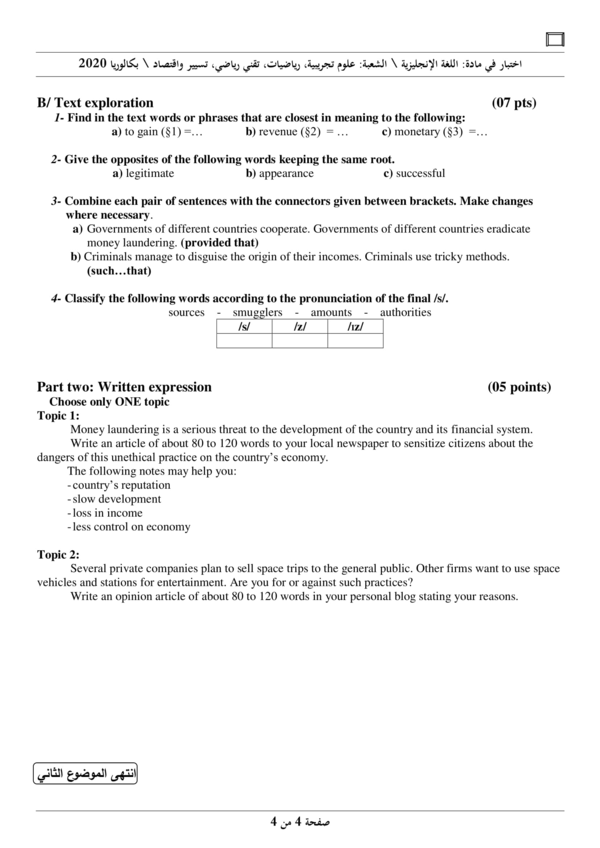 اختبار في مادة: اللغة الإنجليزية \ الشعبة: علوم تجريبية، رياضيات، تقني رياضي، تسيير واقتصاد \ بكالوريا 2020
B/ Text exploration (07 pts)
1- Find in the text words or phrases that are closest in meaning to the following:
a) to gain (§1) =… b) revenue (§2) = … c) monetary (§3) =…
2- Give the opposites of the following words keeping the same root.
a) legitimate b) appearance c) successful
3- Combine each pair of sentences with the connectors given between brackets. Make changes
where necessary.
a) Governments of different countries cooperate. Governments of different countries eradicate
money laundering. (provided that)
b) Criminals manage to disguise the origin of their incomes. Criminals use tricky methods.
(such…that)
4- Classify the following words according to the pronunciation of the final /s/.
sources - smugglers - amounts - authorities
/s/ /z/ /ɪz/
Part two: Written expression (05 points)
Choose only ONE topic
Topic 1:
Money laundering is a serious threat to the development of the country and its financial system.
Write an article of about 80 to 120 words to your local newspaper to sensitize citizens about the
dangers of this unethical practice on the country's economy.
The following notes may help you:
- country's reputation
- slow development
- loss in income
- less control on economy
Topic 2:
Several private companies plan to sell space trips to the general public. Other firms want to use space
vehicles and stations for entertainment. Are you for or against such practices?
Write an opinion article of about 80 to 120 words in your personal blog stating your reasons.
انتهى الموضوع الثاني
صفحة 4 من 4